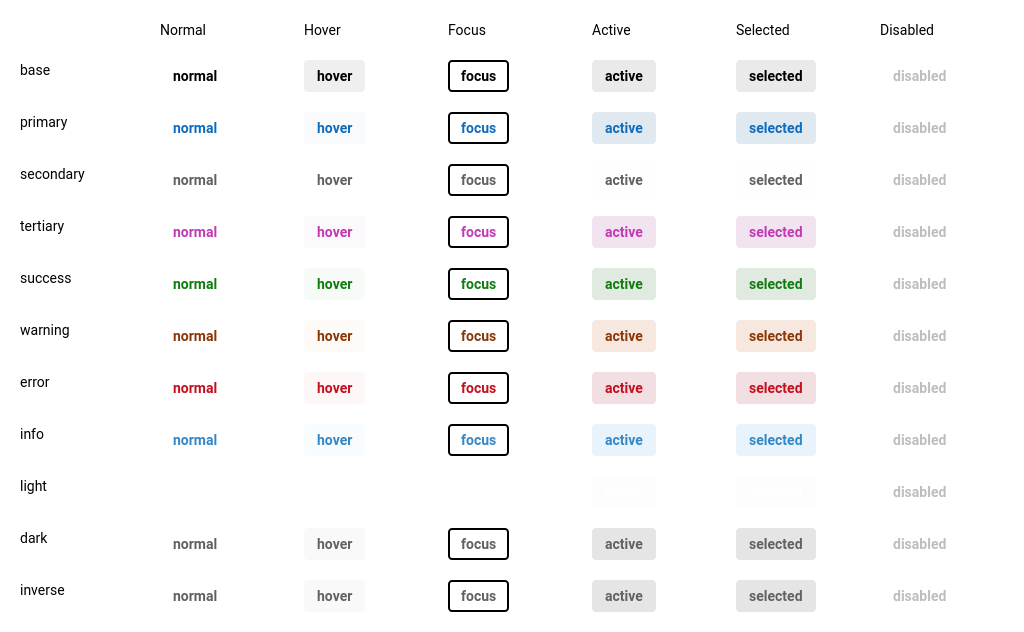 Normal Hover Focus Active Selected Disabled
base normal hover focus active selected disabled
primary normal hover focus active selected disabled
secondary normal hover focus active selected disabled
tertiary normal hover focus active selected disabled
success normal hover focus active selected disabled
warning normal hover focus active selected disabled
error normal hover focus active selected disabled
info normal hover focus active selected disabled
light disabled
dark normal hover focus active selected disabled
inverse normal hover focus active selected disabled